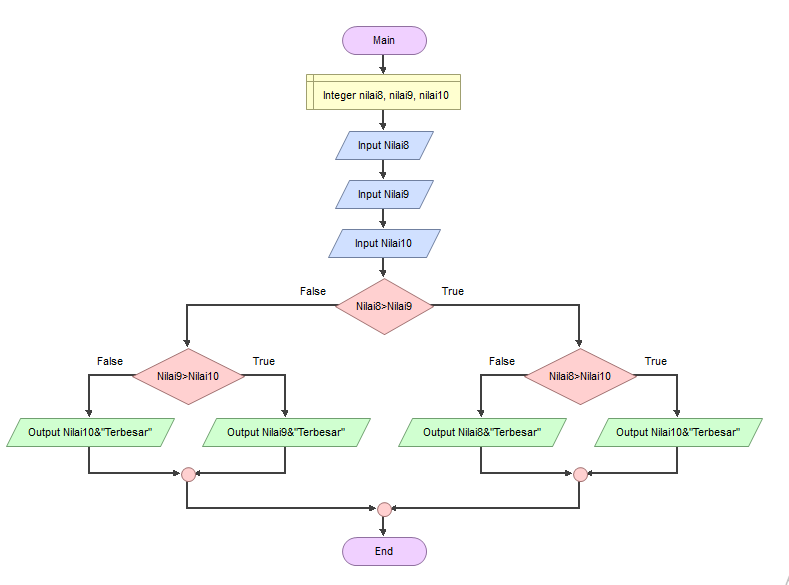 Main
Integer nilai8, nilai9, nilai10
Input Nilai8
Input Nilai9
Input Nilai10
False
True
Nilai8>Nilai9
False
True
False
True
Nilai9>Nilai10
Nilai8>Nilai10
Output Nilai10&"Terbesar"
Output Nilai9&"Terbesar"
Output Nilai8&"Terbesar"
Output Nilai10&"Terbesar"
End